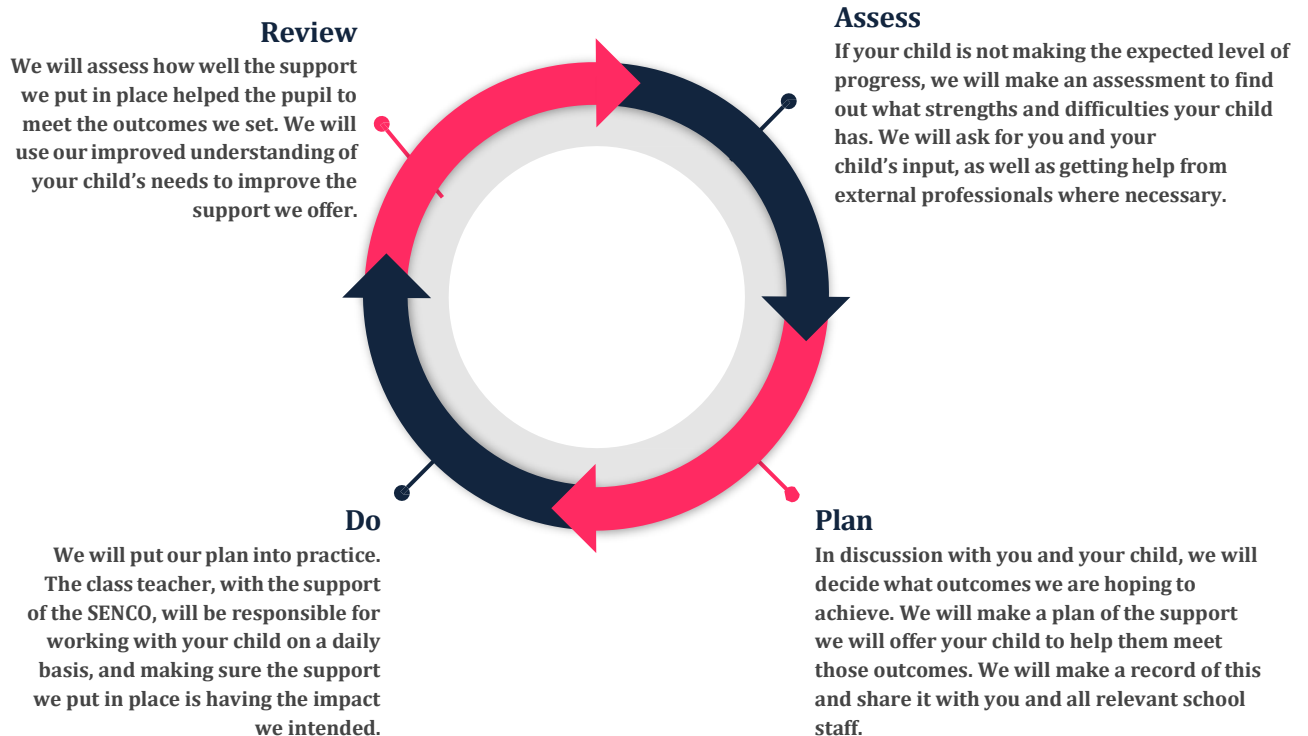 Review
We will assess how well the support
we put in place helped the pupil to
meet the outcomes we set. We will
use our improved understanding of
your child’s needs to improve the
support we offer.
Assess
If your child is not making the expected level of
progress, we will make an assessment to find
out what strengths and difficulties your child
has. We will ask for you and your
child’s input, as well as getting help from
external professionals where necessary.
Do
We will put our plan into practice.
The class teacher, with the support
of the SENCO, will be responsible for
working with your child on a daily
basis, and making sure the support
we put in place is having the impact
we intended.
Plan
In discussion with you and your child, we will
decide what outcomes we are hoping to
achieve. We will make a plan of the support
we will offer your child to help them meet
those outcomes. We will make a record of this
and share it with you and all relevant school
staff.